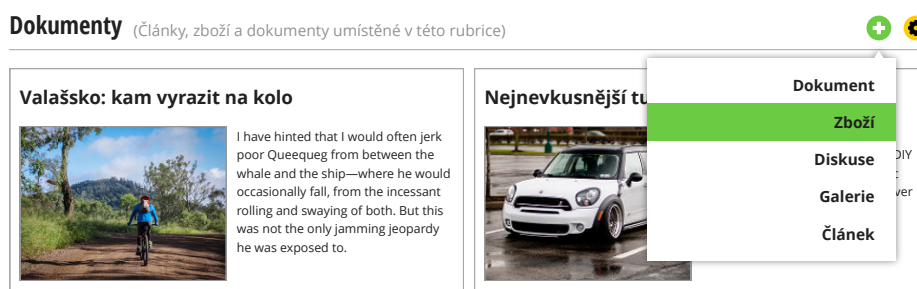 Dokumenty (Články, zboží a dokumenty umístěné v této rubrice)
Valašsko: kam vyrazit na kolo
I have hinted that I would often jerk
poor Queequeg from between the
whale and the ship—where he would
occasionally fall, from the incessant
rolling and swaying of both. But this
was not the only jamming jeopardy
he was exposed to.
Nejnevkusnější tu
DIY
Dokument
Zboží
Diskuse
Galerie
Článek